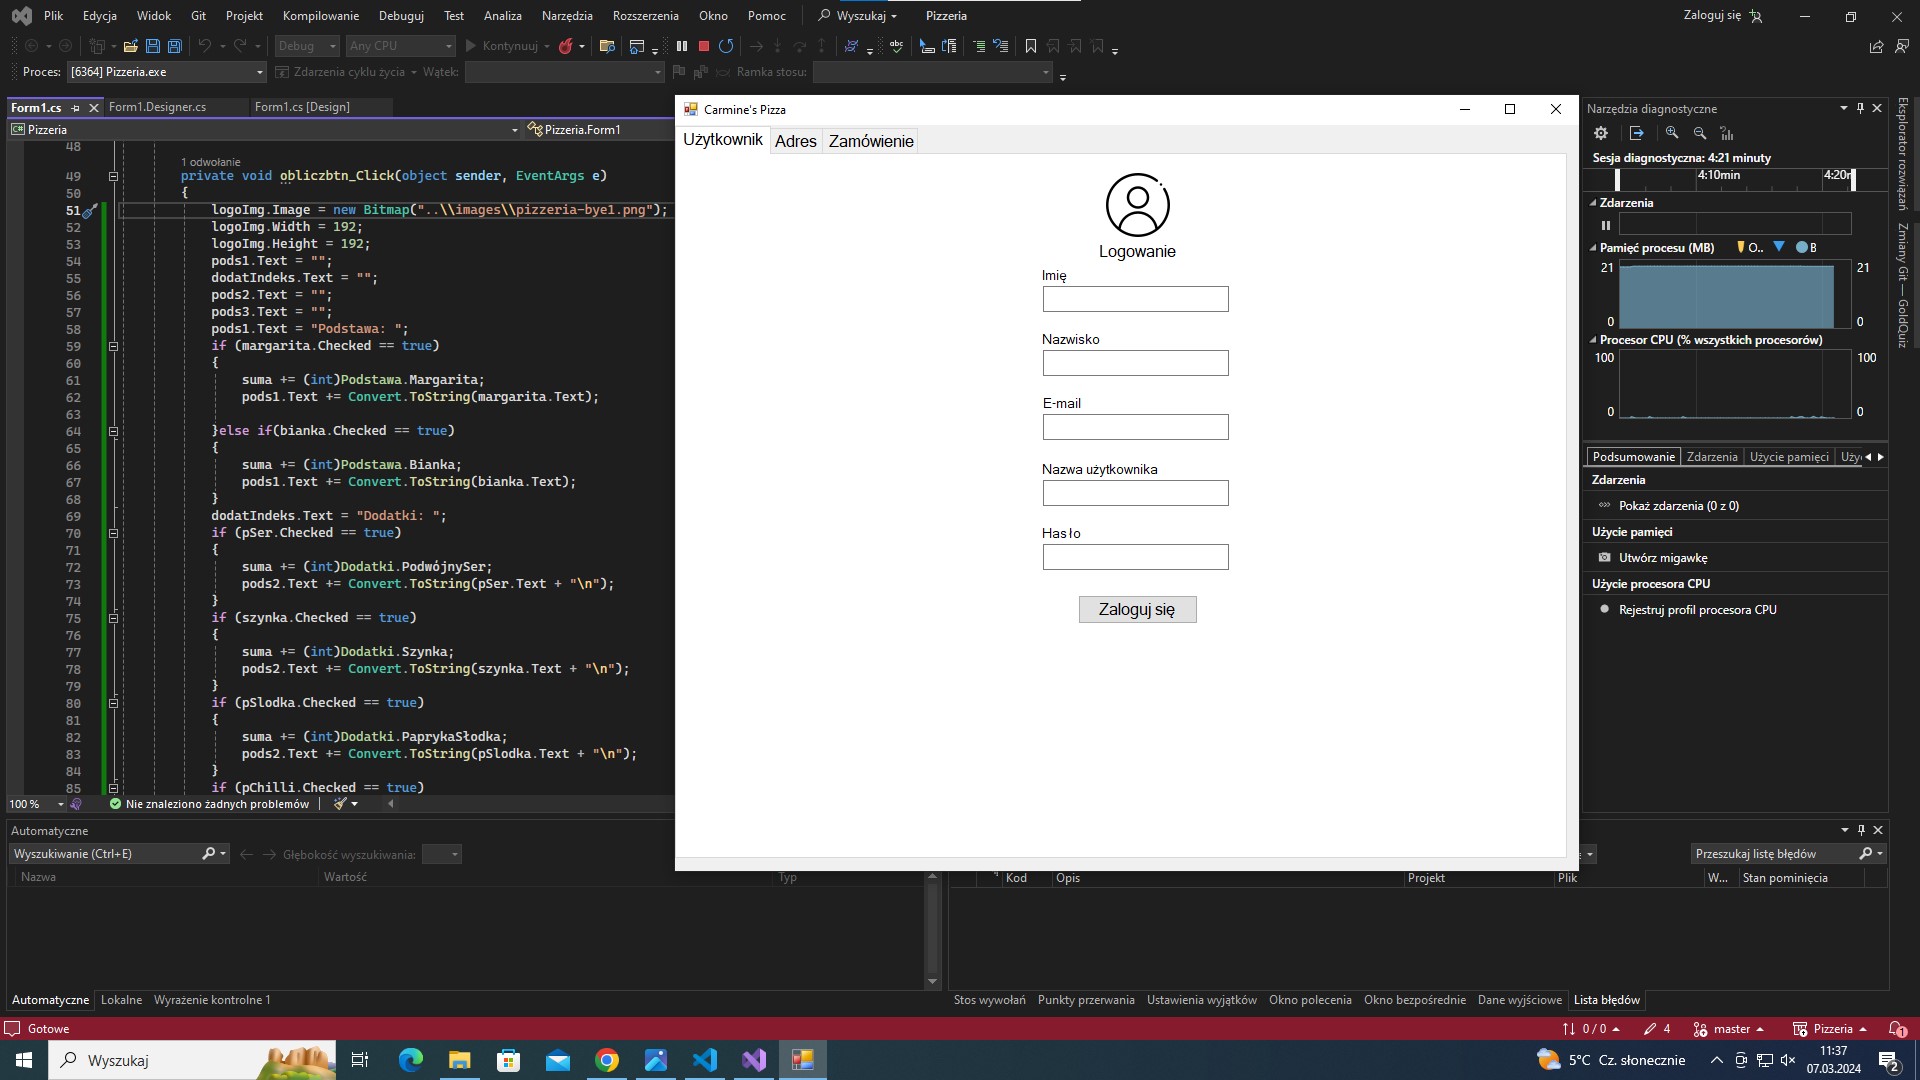 Plik Edycja Widok Git Projekt Kompilowanie Debuguj Test Analiza Narzędzia Rozszerzenia Okno Pomoc Wyszukaj Pizzeria Zaloguj się
Debug Any CPU Kontynuuj
Proces: [6364] Pizzeria.exe Zdarzenia cyklu życia Wątek: Ramka stosu:
Form1.cs Form1.Designer.cs Form1.cs [Design]
Pizzeria Pizzeria.Form1
48
1 odwołanie
49 private void obliczbtn_Click(object sender, EventArgs e)
50 {
51 logoImg.Image = new Bitmap("..\\images\\pizzeria-bye1.png");
52 logoImg.Width = 192;
53 logoImg.Height = 192;
54 pods1.Text = "";
55 dodatIndeks.Text = "";
56 pods2.Text = "";
57 pods3.Text = "";
58 pods1.Text = "Podstawa: ";
59 if (margarita.Checked == true)
60 {
61 suma += (int)Podstawa.Margarita;
62 pods1.Text += Convert.ToString(margarita.Text);
63
64 }else if(bianka.Checked == true)
65 {
66 suma += (int)Podstawa.Bianka;
67 pods1.Text += Convert.ToString(bianka.Text);
68 }
69 dodatIndeks.Text = "Dodatki: ";
70 if (pSer.Checked == true)
71 {
72 suma += (int)Dodatki.PodwójnySer;
73 pods2.Text += Convert.ToString(pSer.Text + "\n");
74 }
75 if (szynka.Checked == true)
76 {
77 suma += (int)Dodatki.Szynka;
78 pods2.Text += Convert.ToString(szynka.Text + "\n");
79 }
80 if (pSlodka.Checked == true)
81 {
82 suma += (int)Dodatki.PaprykaSłodka;
83 pods2.Text += Convert.ToString(pSlodka.Text + "\n");
84 }
85 if (pChilli.Checked == true)
100 % Nie znaleziono żadnych problemów
Carmine's Pizza
Użytkownik Adres Zamówienie
Logowanie
Imię
Nazwisko
E-mail
Nazwa użytkownika
Hasło
Zaloguj się
Narzędzia diagnostyczne
Sesja diagnostyczna: 4:21 minuty
4:10min 4:20
Zdarzenia
Pamięć procesu (MB) O.. B
21 21
0 0
Procesor CPU (% wszystkich procesorów)
100 100
0 0
Podsumowanie Zdarzenia Użycie pamięci Uży
Zdarzenia
Pokaż zdarzenia (0 z 0)
Użycie pamięci
Utwórz migawkę
Użycie procesora CPU
Rejestruj profil procesora CPU
Eksplorator rozwiązań
Zmiany Git — GoldQuiz
Automatyczne
Wyszukiwanie (Ctrl+E) Głębokość wyszukiwania:
Nazwa Wartość Typ
Automatyczne Lokalne Wyrażenie kontrolne 1
Przeszukaj listę błędów
Kod Opis Projekt Plik W... Stan pominięcia
Stos wywołań Punkty przerwania Ustawienia wyjątków Okno polecenia Okno bezpośrednie Dane wyjściowe Lista błędów
Gotowe 0 / 0 4 master Pizzeria 1
Wyszukaj 5°C Cz. słonecznie 11:37
07.03.2024 2